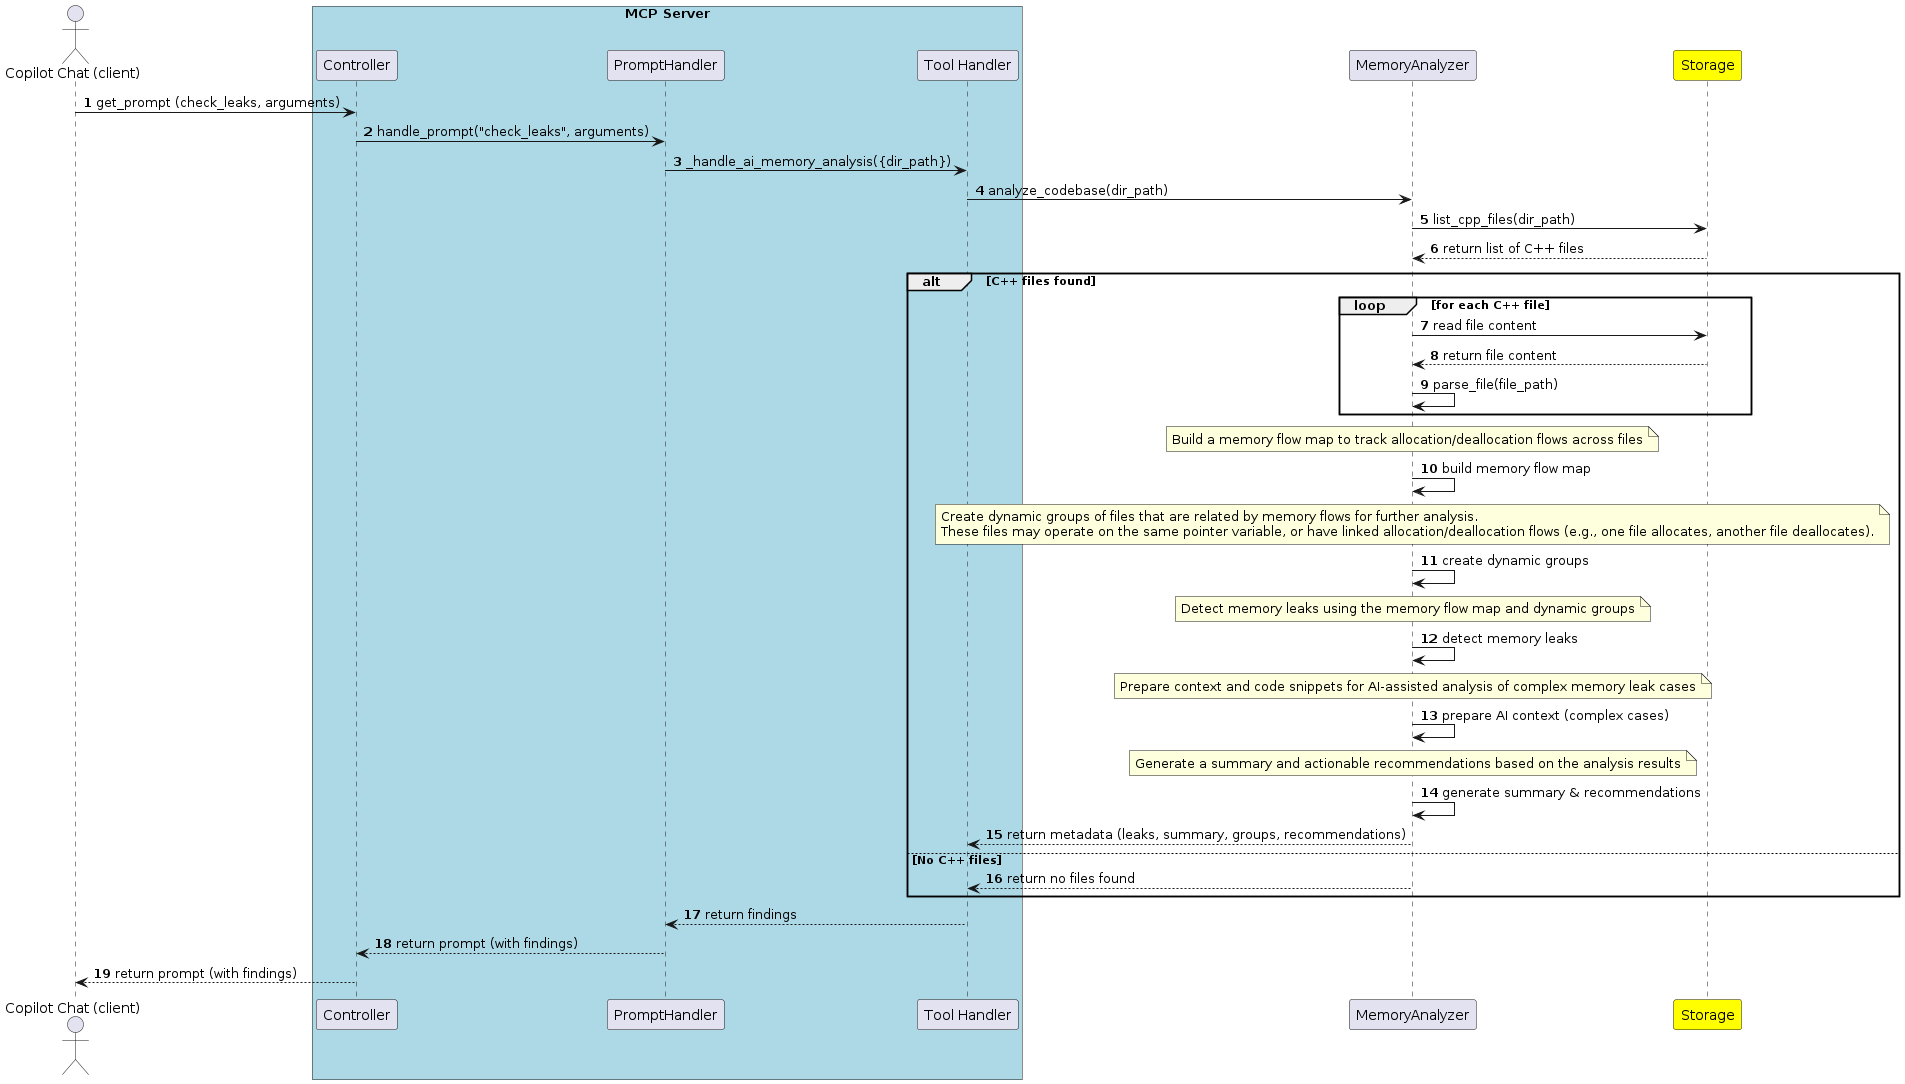 MCP Server
Copilot Chat (client)
Controller
PromptHandler
Tool Handler
MemoryAnalyzer
Storage
1 get_prompt (check_leaks, arguments)
2 handle_prompt("check_leaks", arguments)
3 _handle_ai_memory_analysis({dir_path})
4 analyze_codebase(dir_path)
5 list_cpp_files(dir_path)
6 return list of C++ files
alt
[C++ files found]
loop
[for each C++ file]
7 read file content
8 return file content
9 parse_file(file_path)
Build a memory flow map to track allocation/deallocation flows across files
10 build memory flow map
Create dynamic groups of files that are related by memory flows for further analysis.
These files may operate on the same pointer variable, or have linked allocation/deallocation flows (e.g., one file allocates, another file deallocates).
11 create dynamic groups
Detect memory leaks using the memory flow map and dynamic groups
12 detect memory leaks
Prepare context and code snippets for AI-assisted analysis of complex memory leak cases
13 prepare AI context (complex cases)
Generate a summary and actionable recommendations based on the analysis results
14 generate summary & recommendations
15 return metadata (leaks, summary, groups, recommendations)
[No C++ files]
16 return no files found
17 return findings
18 return prompt (with findings)
19 return prompt (with findings)
Copilot Chat (client)
Controller
PromptHandler
Tool Handler
MemoryAnalyzer
Storage